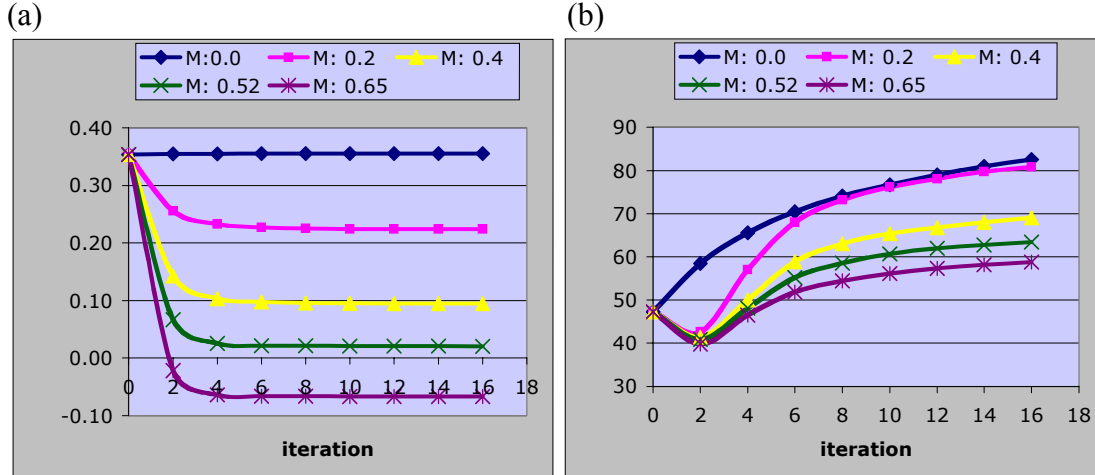 (a)
M:0.0 M: 0.2 M: 0.4
M: 0.52 M: 0.65
0.40
0.30
0.20
0.10
0.00
-0.10
0 2 4 6 8 10 12 14 16 18
iteration
(b)
M: 0.0 M: 0.2 M: 0.4
M: 0.52 M: 0.65
90
80
70
60
50
40
30
0 2 4 6 8 10 12 14 16 18
iteration